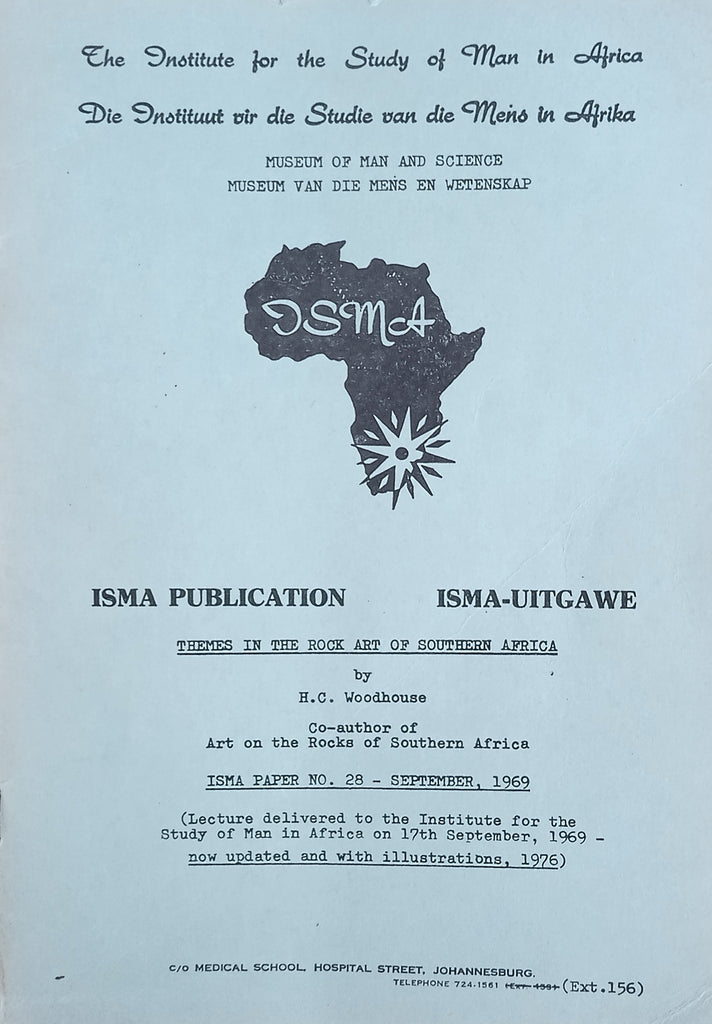 The Institute for the Study of Man in Africa
Die Instituut vir die Studie van die Mens in Afrika
MUSEUM OF MAN AND SCIENCE
MUSEUM VAN DIE MENS EN WETENSKAP
ISMA
ISMA PUBLICATION ISMA-UITGAWE
THEMES IN THE ROCK ART OF SOUTHERN AFRICA
by
H.C. Woodhouse
Co-author of
Art on the Rocks of Southern Africa
ISMA PAPER NO. 28 - SEPTEMBER, 1969
(Lecture delivered to the Institute for the
Study of Man in Africa on 17th September, 1969 -
now updated and with illustrations, 1976)
C/O MEDICAL SCHOOL, HOSPITAL STREET, JOHANNESBURG.
TELEPHONE 724-1561 (Ext.156)